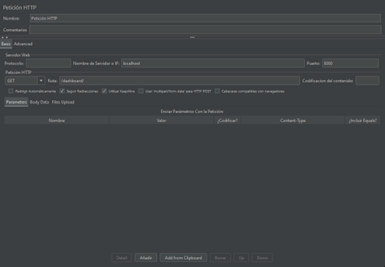 Petición HTTP
Nombre: Petición HTTP
Comentarios:
Basic Advanced
Servidor Web
Protocolo: Nombre de Servidor o IP: localhost Puerto:
Petición HTTP
GET Ruta: /dashboard/ Codificación del contenido:
Redirigir Automáticamente Seguir Redirecciones Utilizar KeepAlive Usar multipart/form-data para HTTP POST Cabeceras compatibles con navegadores
Parameters Body Data Files Upload
Enviar Parámetros Con la Petición:
Nombre: Valor ¿Codificar? Content-Type ¿Incluir Equals?
Detail Añadir Add from Clipboard Borrar Up Down